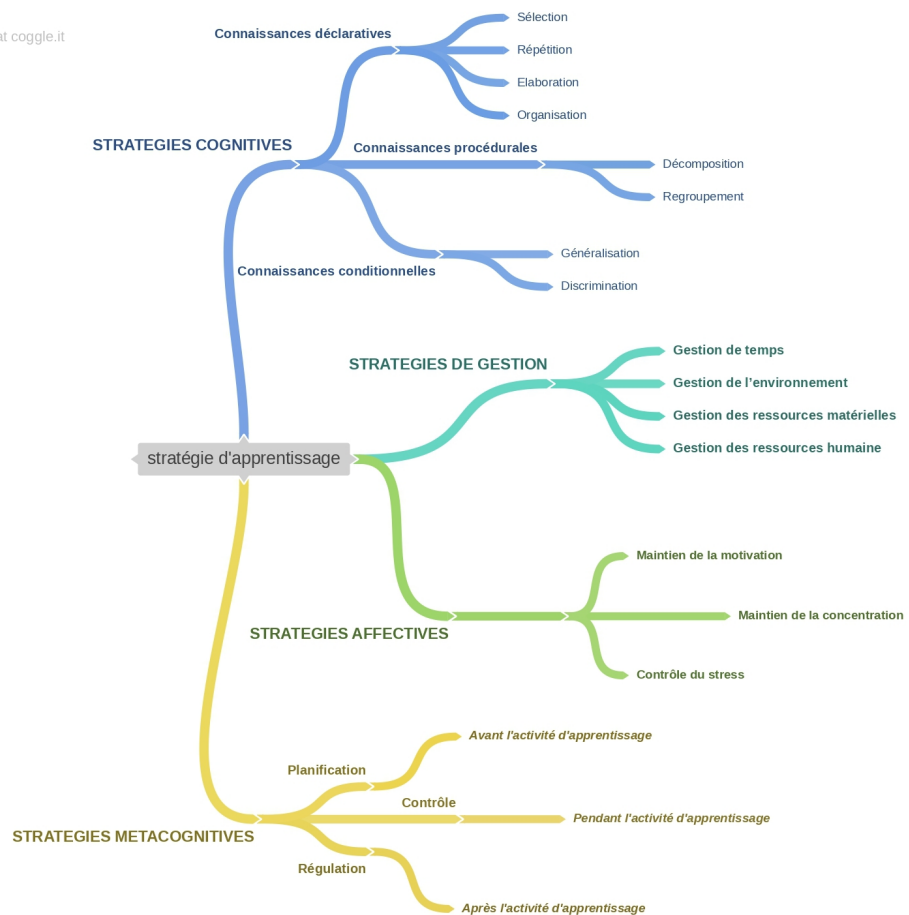 at coggle.it
stratégie d'apprentissage
STRATEGIES COGNITIVES
Connaissances déclaratives
Sélection
Répétition
Elaboration
Organisation
Connaissances procédurales
Décomposition
Regroupement
Connaissances conditionnelles
Généralisation
Discrimination
STRATEGIES DE GESTION
Gestion de temps
Gestion de l’environnement
Gestion des ressources matérielles
Gestion des ressources humaine
STRATEGIES AFFECTIVES
Maintien de la motivation
Maintien de la concentration
Contrôle du stress
STRATEGIES METACOGNITIVES
Planification
Avant l'activité d'apprentissage
Contrôle
Pendant l'activité d'apprentissage
Régulation
Après l'activité d'apprentissage